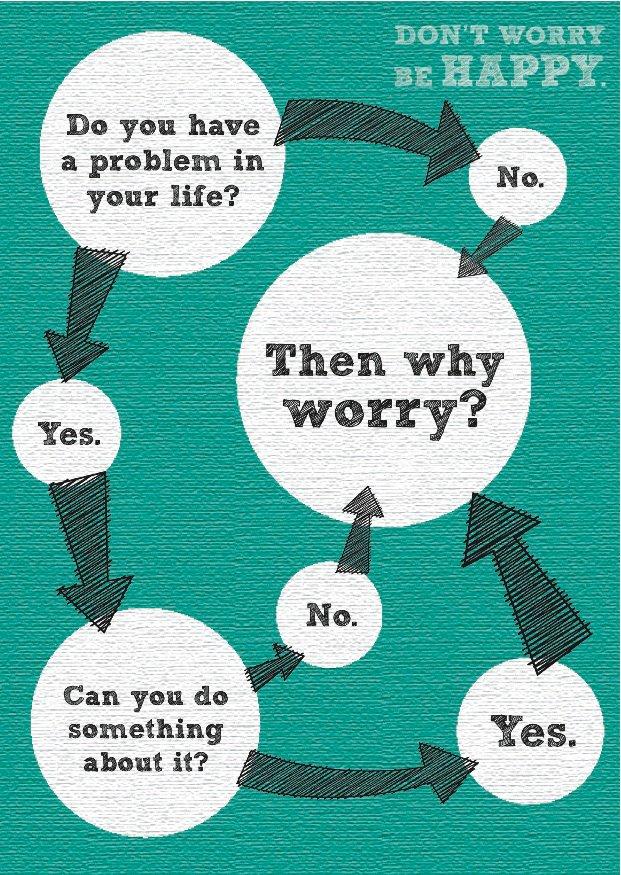 DON'T WORRY
BE HAPPY.
Do you have
a problem in
your life?
No.
Then why
worry?
Yes.
No.
Can you do
something
about it?
Yes.